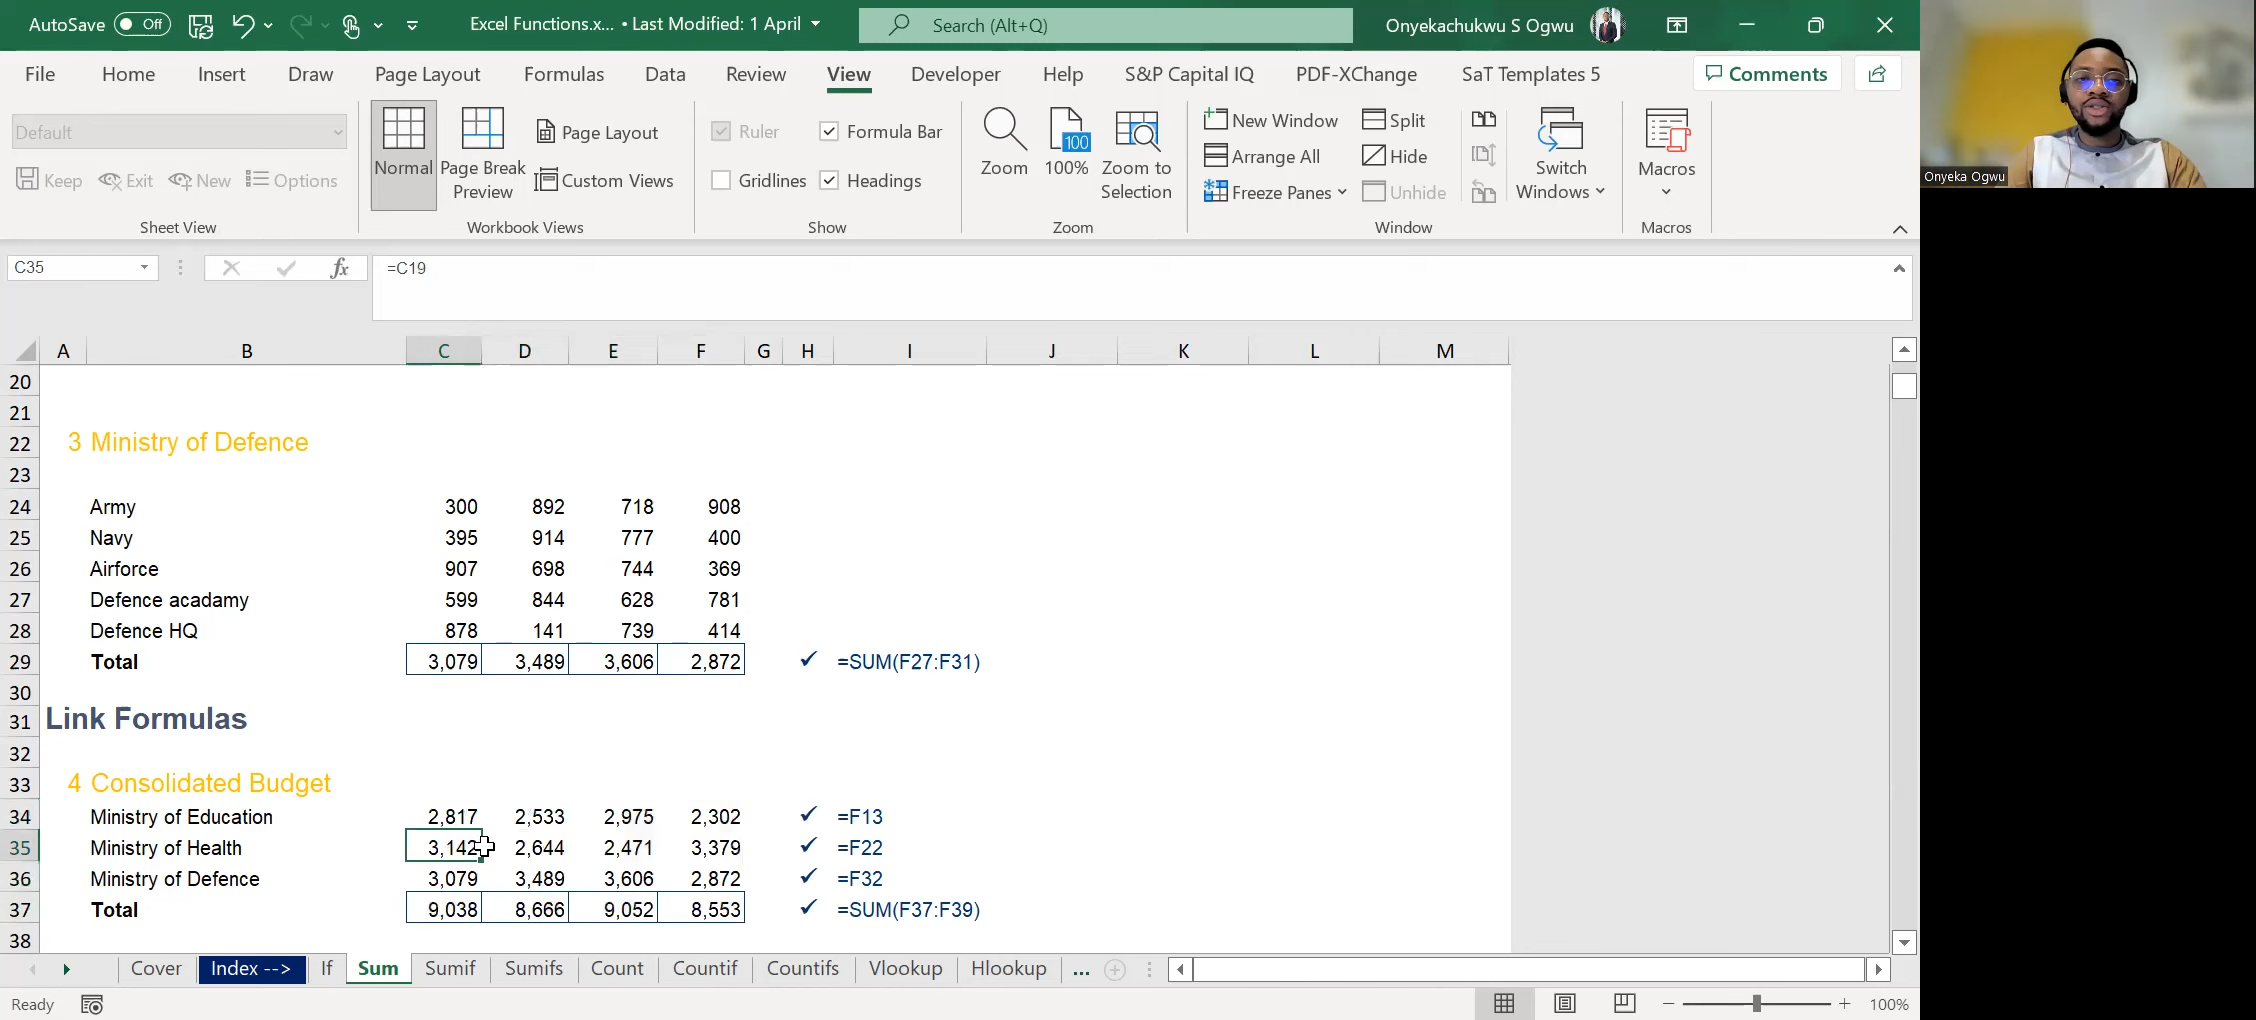 AutoSave Off Excel Functions.x... • Last Modified: 1 April Search (Alt+Q) Onyekachukwu S Ogwu
File Home Insert Draw Page Layout Formulas Data Review View Developer Help S&P Capital IQ PDF-XChange SaT Templates 5 Comments
Default
Keep Exit New Options
Sheet View
Normal
Page Break Preview
Page Layout
Custom Views
Workbook Views
Ruler Formula Bar
Gridlines Headings
Show
Zoom
100
100%
Zoom to Selection
Zoom
New Window
Arrange All
Freeze Panes
Split
Hide
Unhide
Switch Windows
Window
Macros
Macros
Onyeka Ogwu
C35 fx =C19
A B C D E F G H I J K L M
20
21
22 3 Ministry of Defence
23
24 Army 300 892 718 908
25 Navy 395 914 777 400
26 Airforce 907 698 744 369
27 Defence acadamy 599 844 628 781
28 Defence HQ 878 141 739 414
29 Total 3,079 3,489 3,606 2,872 ✓ =SUM(F27:F31)
30
31 Link Formulas
32
33 4 Consolidated Budget
34 Ministry of Education 2,817 2,533 2,975 2,302 ✓ =F13
35 Ministry of Health 3,142 2,644 2,471 3,379 ✓ =F22
36 Ministry of Defence 3,079 3,489 3,606 2,872 ✓ =F32
37 Total 9,038 8,666 9,052 8,553 ✓ =SUM(F37:F39)
38
Cover Index --> If Sum Sumif Sumifs Count Countif Countifs Vlookup Hlookup ...
Ready 100%